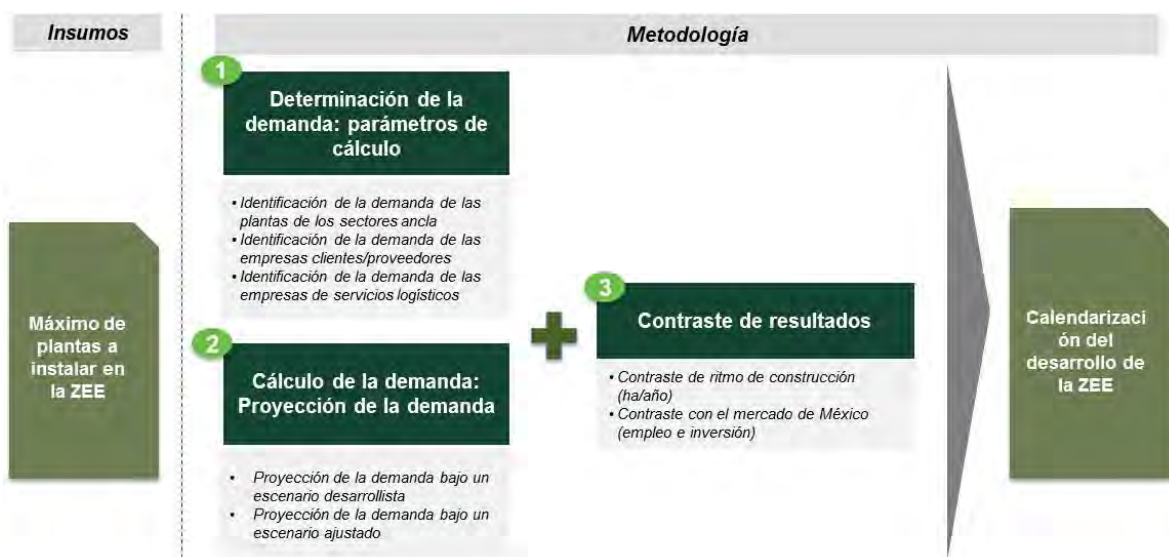 Insumos
Metodología
Máximo de
plantas a
instalar en
la ZEE
1
Determinación de la
demanda: parámetros de
cálculo
• Identificación de la demanda de las
plantas de los sectores ancla
• Identificación de la demanda de las
empresas clientes/proveedores
• Identificación de la demanda de las
empresas de servicios logísticos
2
Cálculo de la demanda:
Proyección de la demanda
• Proyección de la demanda bajo un
escenario desarrollista
• Proyección de la demanda bajo un
escenario ajustado
3
Contraste de resultados
• Contraste de ritmo de construcción
(ha/año)
• Contraste con el mercado de México
(empleo e inversión)
Calendarizaci
ón del
desarrollo de
la ZEE